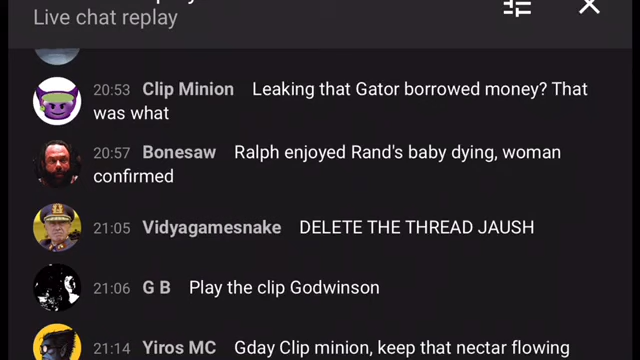 Live chat replay
20:53 Clip Minion Leaking that Gator borrowed money? That
was what
20:57 Bonesaw Ralph enjoyed Rand's baby dying, woman
confirmed
21:05 Vidyagamesnake DELETE THE THREAD JAUSH
21:06 G B Play the clip Godwinson
21:14 Yiros MC Gday Clip minion, keep that nectar flowing